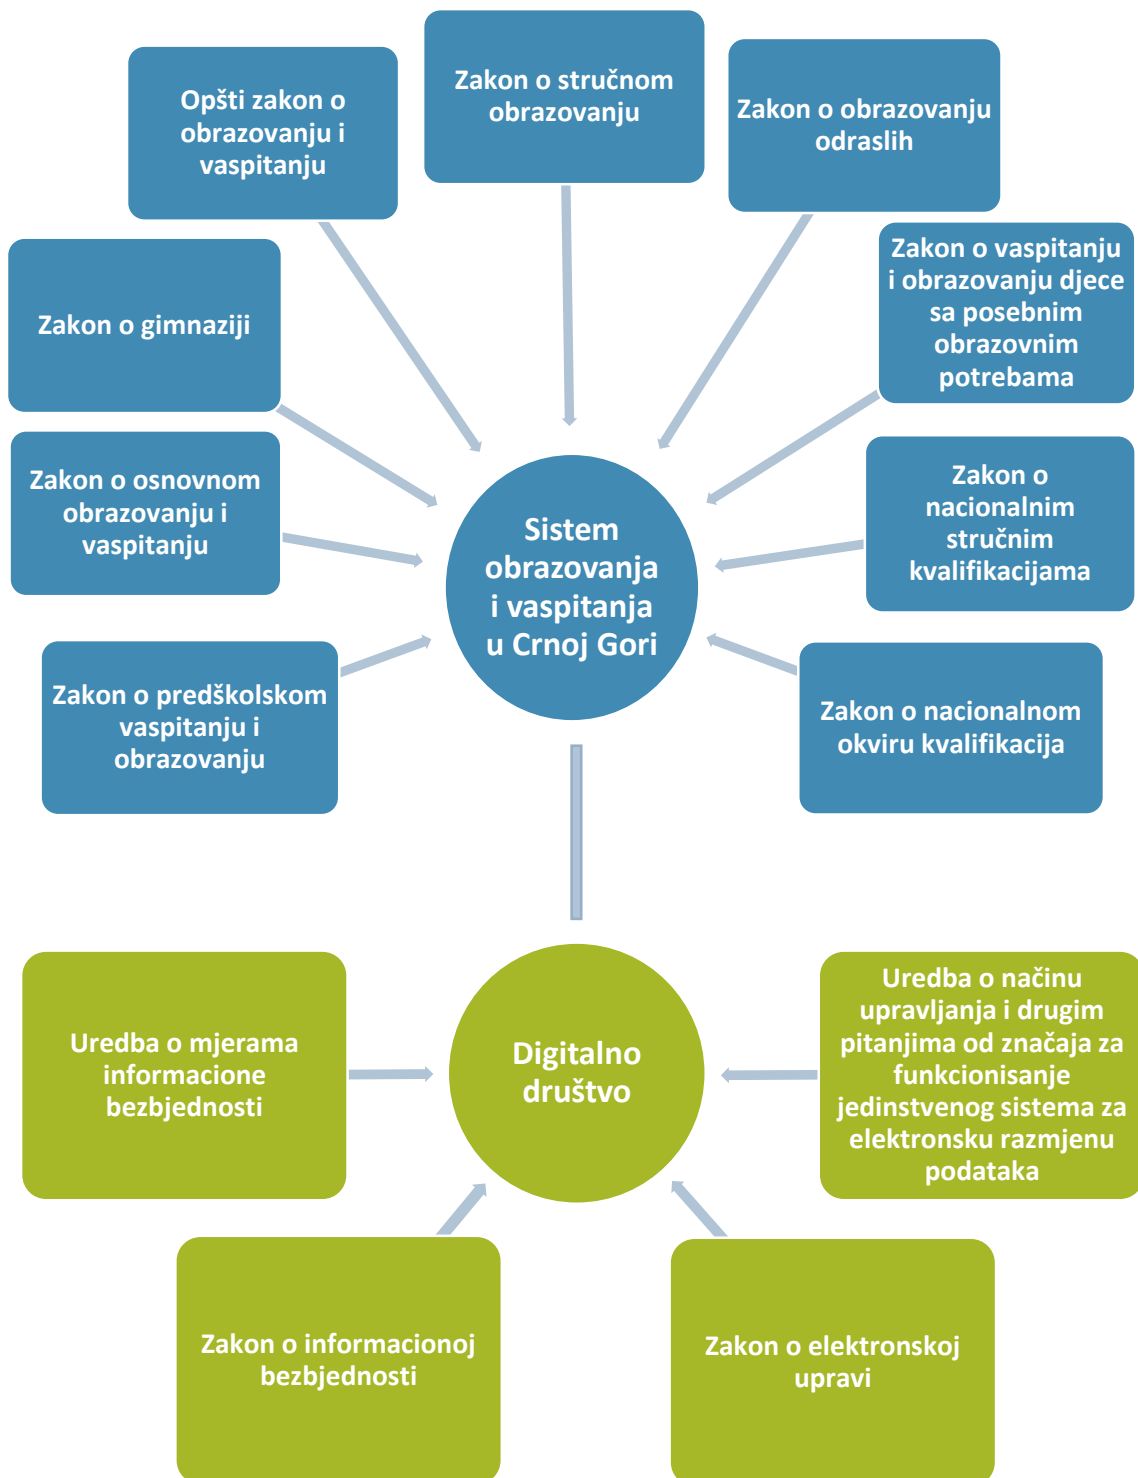 Opšti zakon o
obrazovanju i
vaspitanju
Zakon o stručnom
obrazovanju
Zakon o obrazovanju
odraslih
Zakon o gimnaziji
Zakon o vaspitanju
i obrazovanju djece
sa posebnim
obrazovnim
potrebama
Zakon o osnovnom
obrazovanju i
vaspitanju
Zakon o
nacionalnim
stručnim
kvalifikacijama
Sistem
obrazovanja
i vaspitanja
u Crnoj Gori
Zakon o predškolskom
vaspitanju i
obrazovanju
Zakon o nacionalnom
okviru kvalifikacija
Uredba o mjerama
informacione
bezbjednosti
Digitalno
društvo
Uredba o načinu
upravljanja i drugim
pitanjima od značaja za
funkcionisanje
jedinstvenog sistema za
elektronsku razmjenu
podataka
Zakon o informacionoj
bezbjednosti
Zakon o elektronskoj
upravi